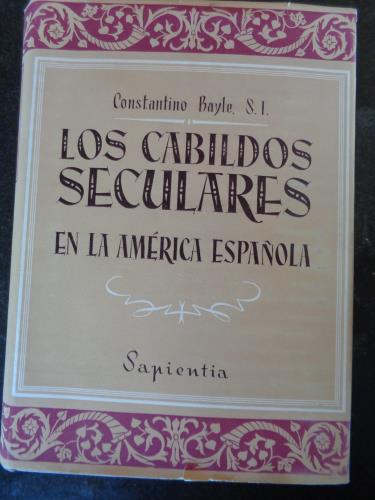 Constantino Bayle, S. I.
LOS CABILDOS
SECULARES
EN LA AMÉRICA ESPAÑOLA
Sapientia